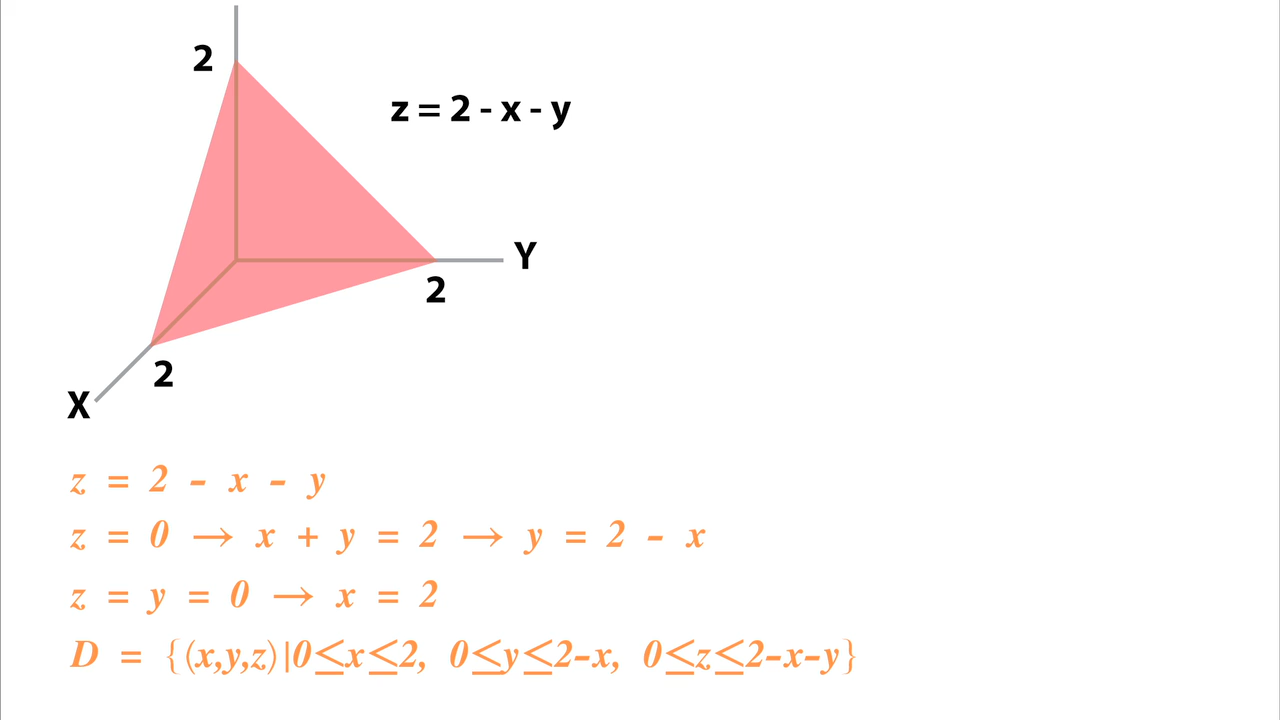 2
z = 2 - x - y
Y
2
2
X
z = 2 - x - y
z = 0 → x + y = 2 → y = 2 - x
z = y = 0 → x = 2
D = {(x,y,z)|0≤x≤2, 0≤y≤2-x, 0≤z≤2-x-y}